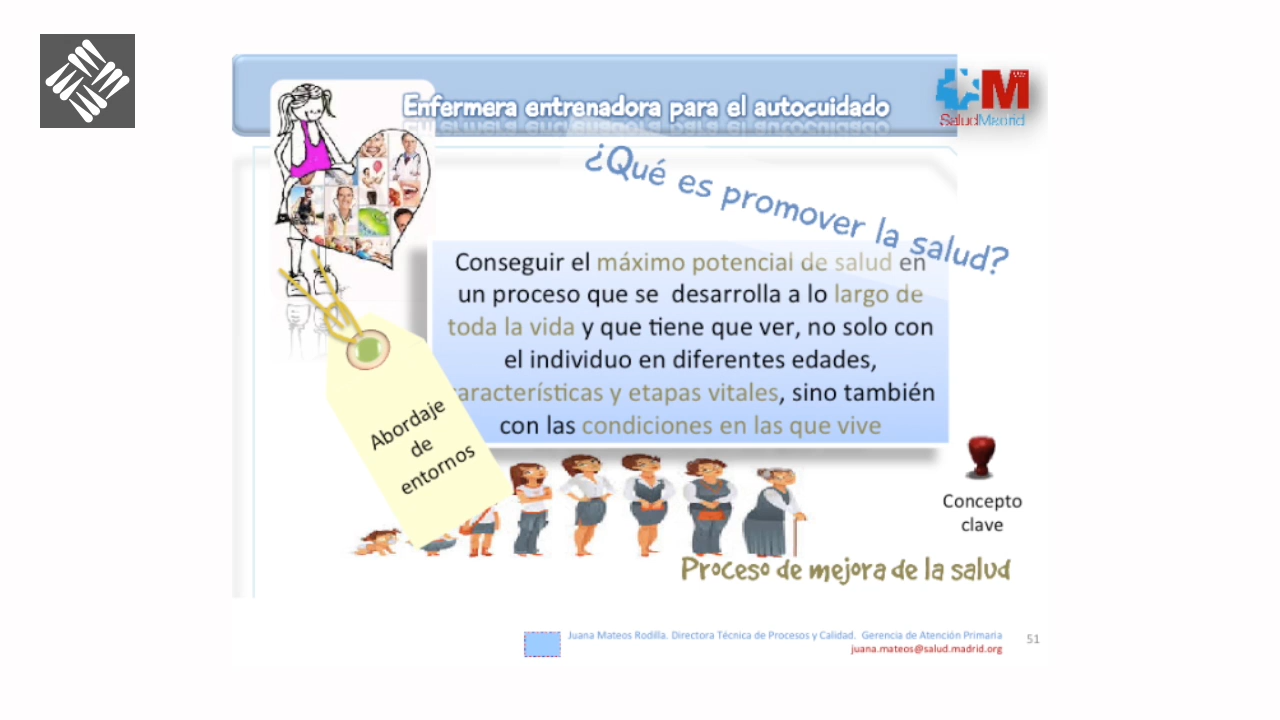 Enfermera entrenadora para el autocuidado
M
SaludMadrid
¿Qué es promover la salud?
Conseguir el máximo potencial de salud en
un proceso que se desarrolla a lo largo de
toda la vida y que tiene que ver, no solo con
el individuo en diferentes edades,
aracterísticas y etapas vitales, sino también
con las condiciones en las que vive
Abordaje
de
entornos
Concepto
clave
Proceso de mejora de la salud
Juana Mateos Rodilla. Directora Técnica de Procesos y Calidad. Gerencia de Atención Primaria
juana.mateos@salud.madrid.org
51